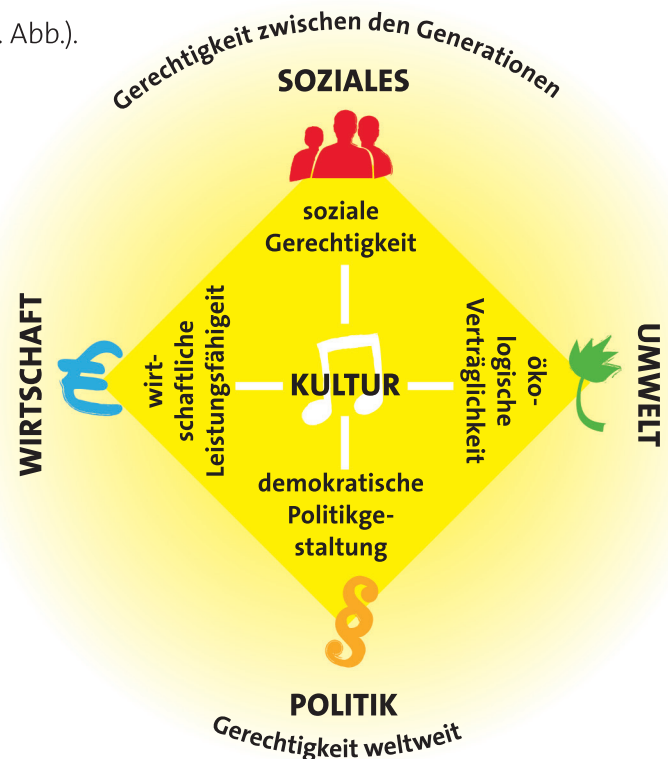 . Abb.).
Gerechtigkeit zwischen den Generationen
SOZIALES
soziale
Gerechtigkeit
WIRTSCHAFT
wirt-
schaftliche
Leistungsfähigeit
KULTUR
öko-
logische
Verträglichkeit
UMWELT
demokratische
Politikge-
staltung
POLITIK
Gerechtigkeit weltweit